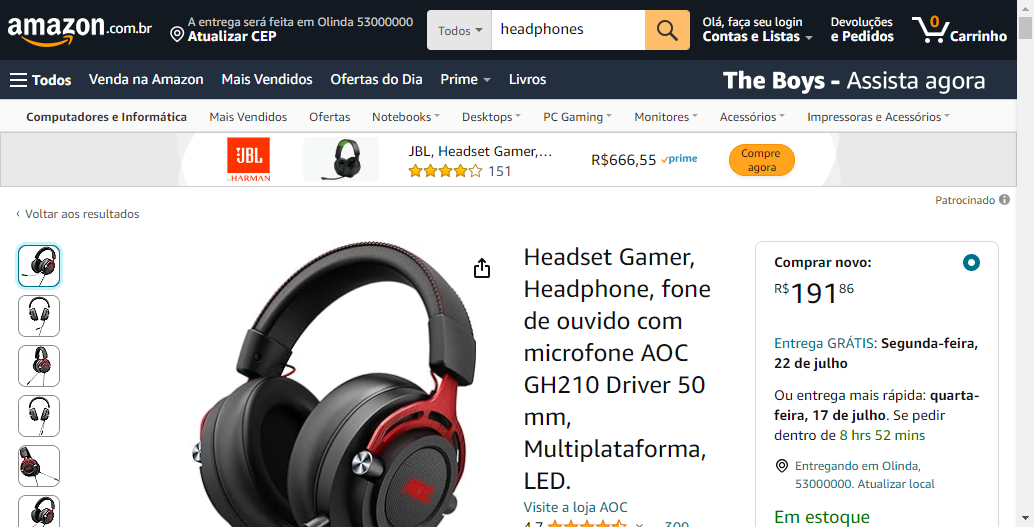 amazon.com.br
A entrega será feita em Olinda 53000000
Atualizar CEP
Todos
headphones
Olá, faça seu login
Contas e Listas
Devoluções
e Pedidos
0
Carrinho
Todos
Venda na Amazon
Mais Vendidos
Ofertas do Dia
Prime
Livros
The Boys - Assista agora
Computadores e Informática
Mais Vendidos
Ofertas
Notebooks
Desktops
PC Gaming
Monitores
Acessórios
Impressoras e Acessórios
JBL
BY HARMAN
JBL, Headset Gamer,...
151
R$666,55
prime
Compre
agora
Patrocinado
‹ Voltar aos resultados
Headset Gamer,
Headphone, fone
de ouvido com
microfone AOC
GH210 Driver 50
mm,
Multiplataforma,
LED.
Visite a loja AOC
4,7
309
Comprar novo:
R$ 191 86
Entrega GRÁTIS: Segunda-feira,
22 de julho
Ou entrega mais rápida: quarta-
feira, 17 de julho. Se pedir
dentro de 8 hrs 52 mins
Entregando em Olinda,
53000000. Atualizar local
Em estoque